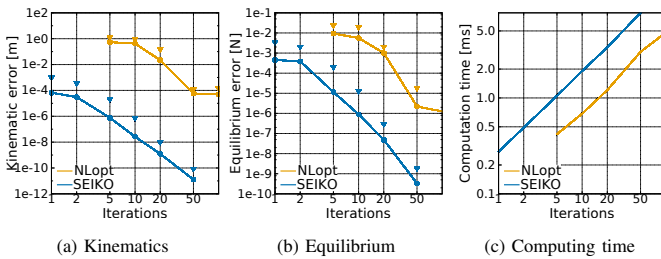 Kinematic error [m]
1e2
1e0
1e-2
1e-4
1e-6
1e-8
1e-10
1e-12
NLopt
SEIKO
1 2 5 10 20 50
Iterations
(a) Kinematics
Equilibrium error [N]
1e-1
1e-2
1e-3
1e-4
1e-5
1e-6
1e-7
1e-8
1e-9
1e-10
NLopt
SEIKO
1 2 5 10 20 50
Iterations
(b) Equilibrium
Computation time [ms]
5.0
2.0
1.0
0.5
0.2
0.1
NLopt
SEIKO
1 2 5 10 20 50
Iterations
(c) Computing time